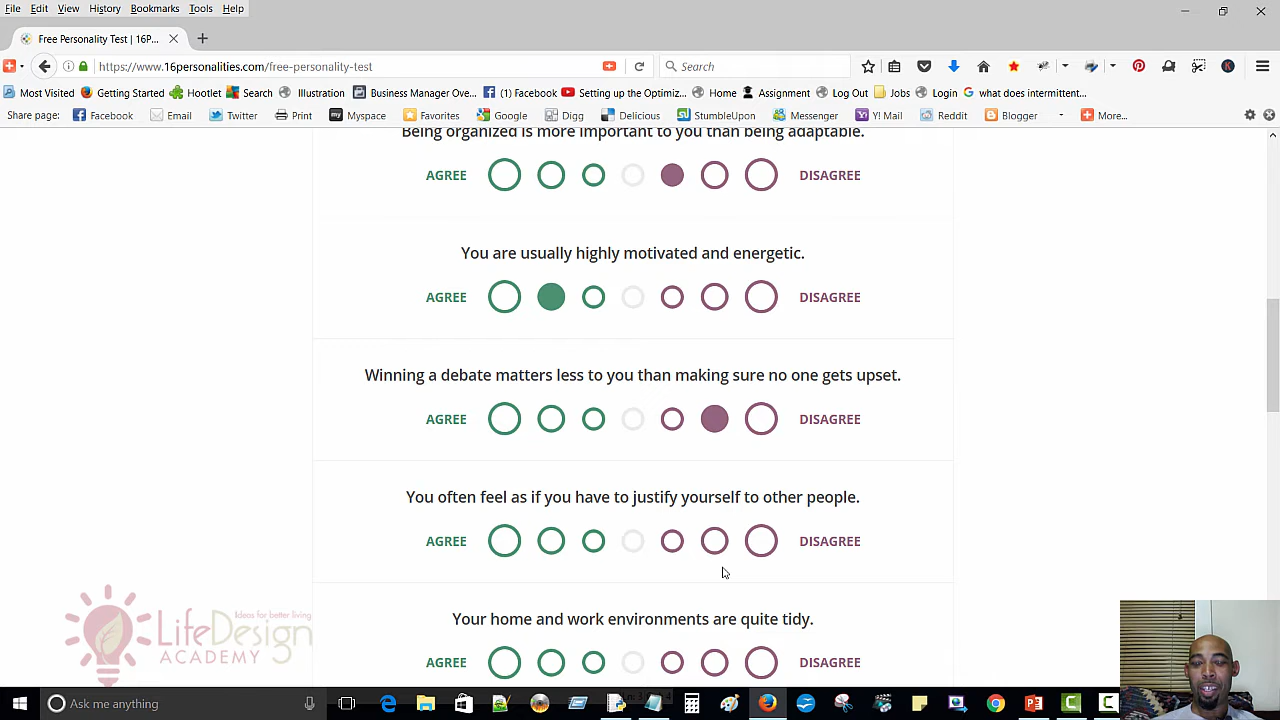 File Edit View History Bookmarks Tools Help
Free Personality Test | 16P...
https://www.16personalities.com/free-personality-test
Search
Most Visited Getting Started Hootlet Search Illustration Business Manager Ove... (1) Facebook Setting up the Optimiz... Home Assignment Log Out Jobs Login what does intermittent...
Share page: Facebook Email Twitter Print Myspace Favorites Google Digg Delicious StumbleUpon Messenger Y! Mail Reddit Blogger More...
Being organized is more important to you than being adaptable.
AGREE DISAGREE
You are usually highly motivated and energetic.
AGREE DISAGREE
Winning a debate matters less to you than making sure no one gets upset.
AGREE DISAGREE
You often feel as if you have to justify yourself to other people.
AGREE DISAGREE
Your home and work environments are quite tidy.
AGREE DISAGREE
Ideas for better living
LifeDesign
ACADEMY
Ask me anything